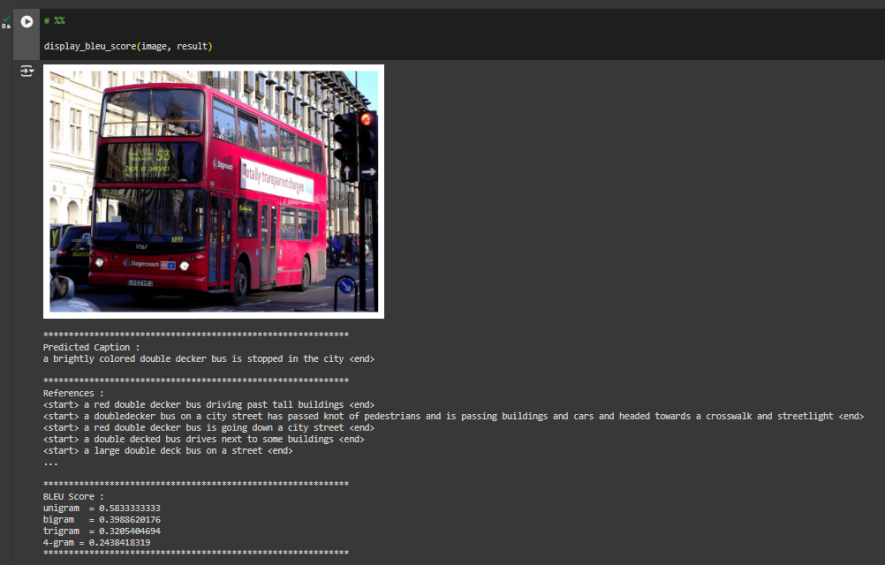 0s
# %%
display_bleu_score(image, result)
53
Not in Service
Stagecoach
Totally transparent charges
Stagecoach
************************************************************
Predicted Caption :
a brightly colored double decker bus is stopped in the city <end>
************************************************************
References :
<start> a red double decker bus driving past tall buildings <end>
<start> a doubledecker bus on a city street has passed knot of pedestrians and is passing buildings and cars and headed towards a crosswalk and streetlight <end>
<start> a red double decker bus is going down a city street <end>
<start> a double decked bus drives next to some buildings <end>
<start> a large double deck bus on a street <end>
...
************************************************************
BLEU Score :
unigram  = 0.5833333333
bigram   = 0.3988620176
trigram  = 0.3205404694
4-gram = 0.2438418319
************************************************************